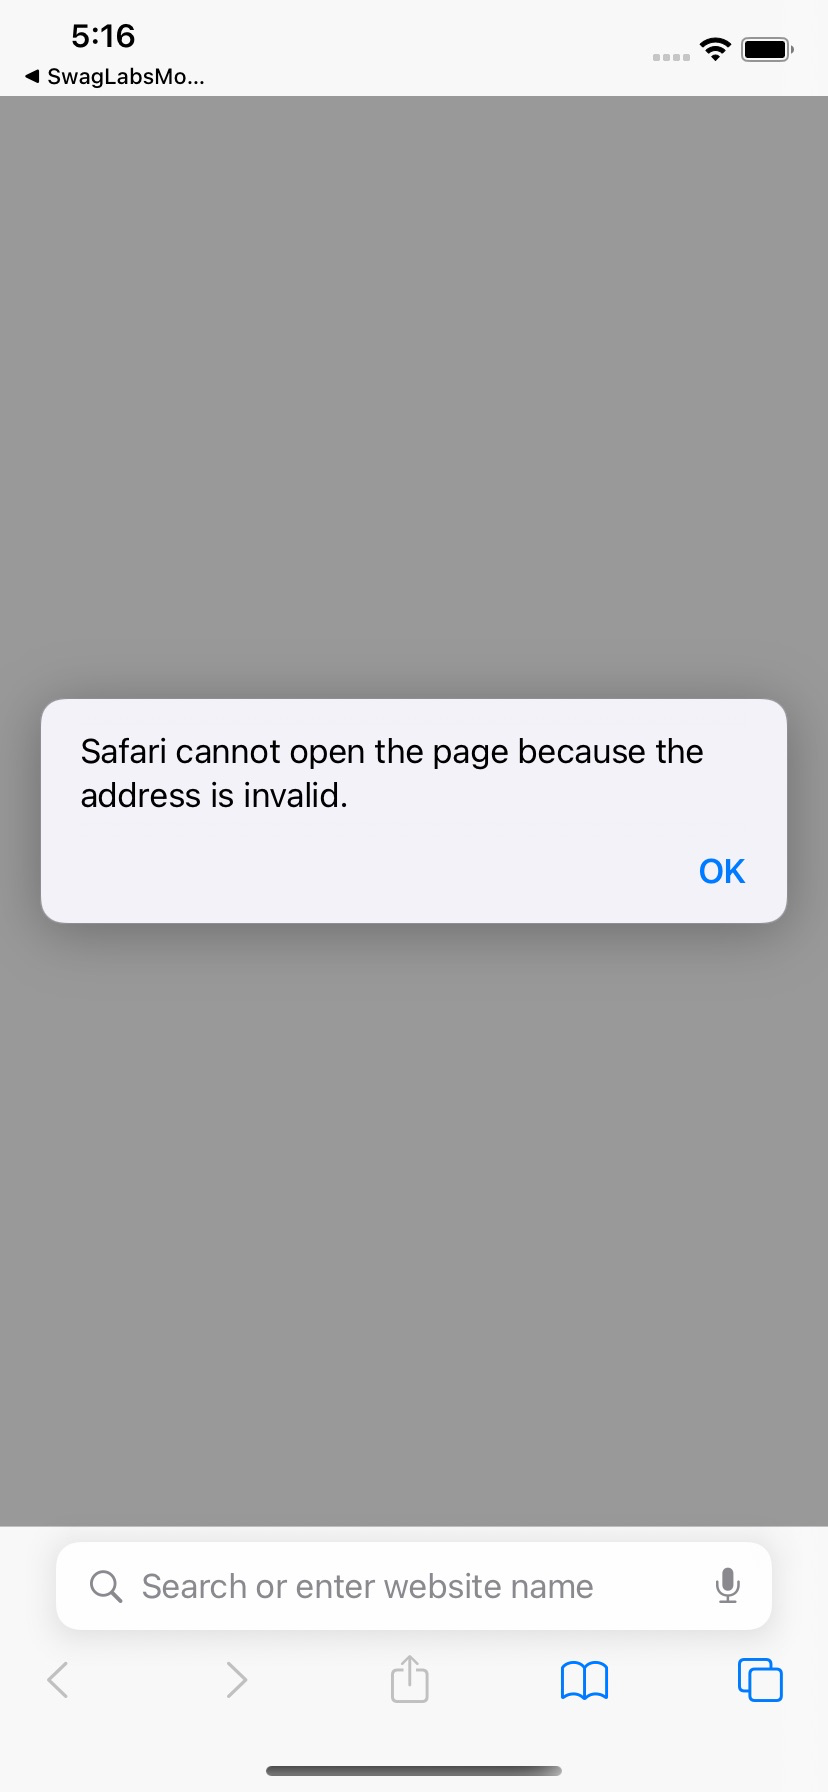 5:16
◀ SwagLabsMo...
Safari cannot open the page because the
address is invalid.
OK
Search or enter website name